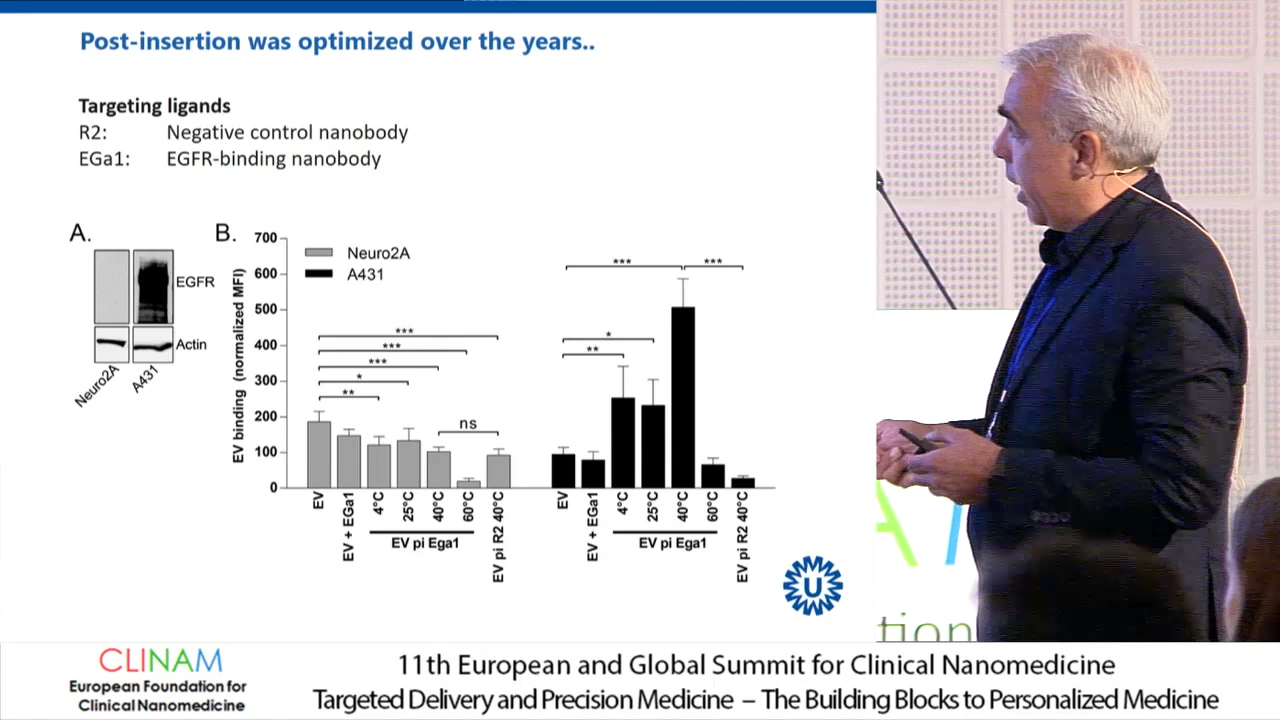 Post-insertion was optimized over the years..
Targeting ligands
R2: Negative control nanobody
EGa1: EGFR-binding nanobody
A.
EGFR
Actin
Neuro2A
A431
B.
EV binding (normalized MFI)
700
600
500
400
300
200
100
0
Neuro2A
A431
***
***
***
*
**
ns
***
***
*
**
EV
EV + EGa1
4°C
25°C
40°C
60°C
EV pi R2 40°C
EV pi Ega1
EV
EV + EGa1
4°C
25°C
40°C
60°C
EV pi R2 40°C
EV pi Ega1
U
A
tion
CLINAM
European Foundation for
Clinical Nanomedicine
11th European and Global Summit for Clinical Nanomedicine
Targeted Delivery and Precision Medicine – The Building Blocks to Personalized Medicine